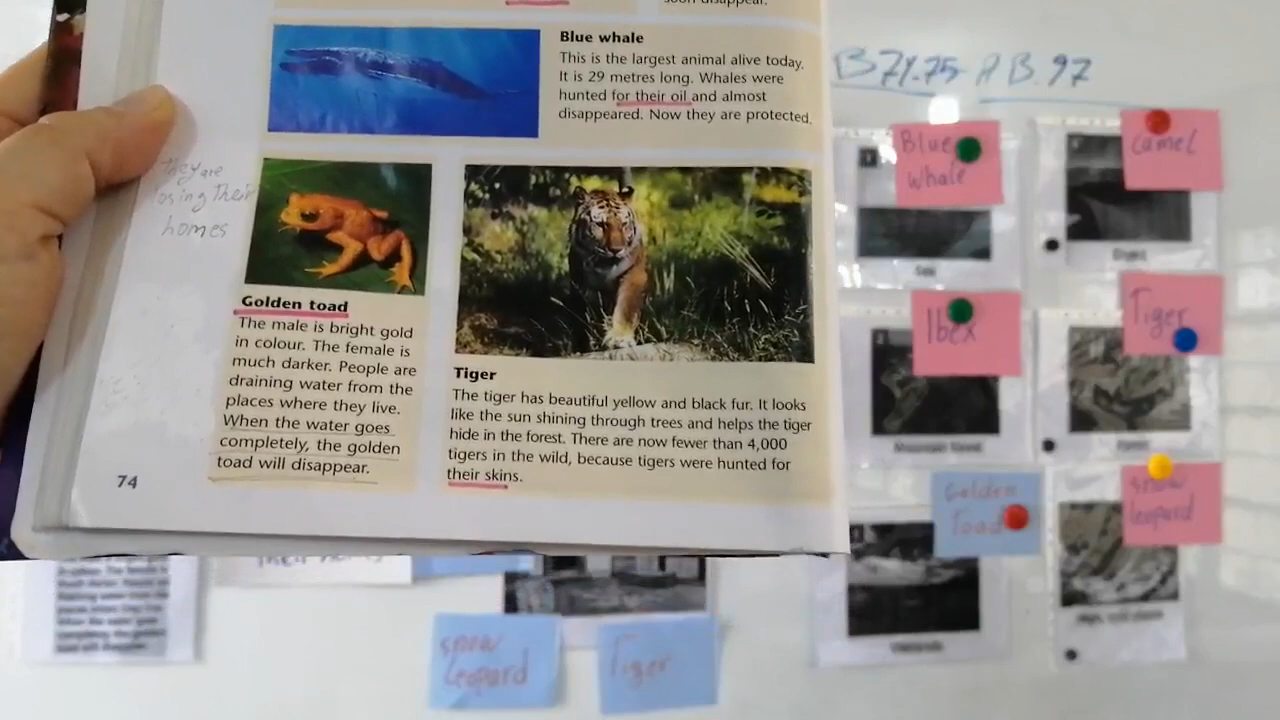 soon disappear.
Blue whale
This is the largest animal alive today.
It is 29 metres long. Whales were
hunted for their oil and almost
disappeared. Now they are protected.
they are
losing their
homes
Golden toad
The male is bright gold
in colour. The female is
much darker. People are
draining water from the
places where they live.
When the water goes
completely, the golden
toad will disappear.
Tiger
The tiger has beautiful yellow and black fur. It looks
like the sun shining through trees and helps the tiger
hide in the forest. There are now fewer than 4,000
tigers in the wild, because tigers were hunted for
their skins.
74
B 74.75 A B. 97
Blue
Whale
Camel
Ibex
Tiger
Golden
Toad
snow
leopard
snow
leopard
Tiger